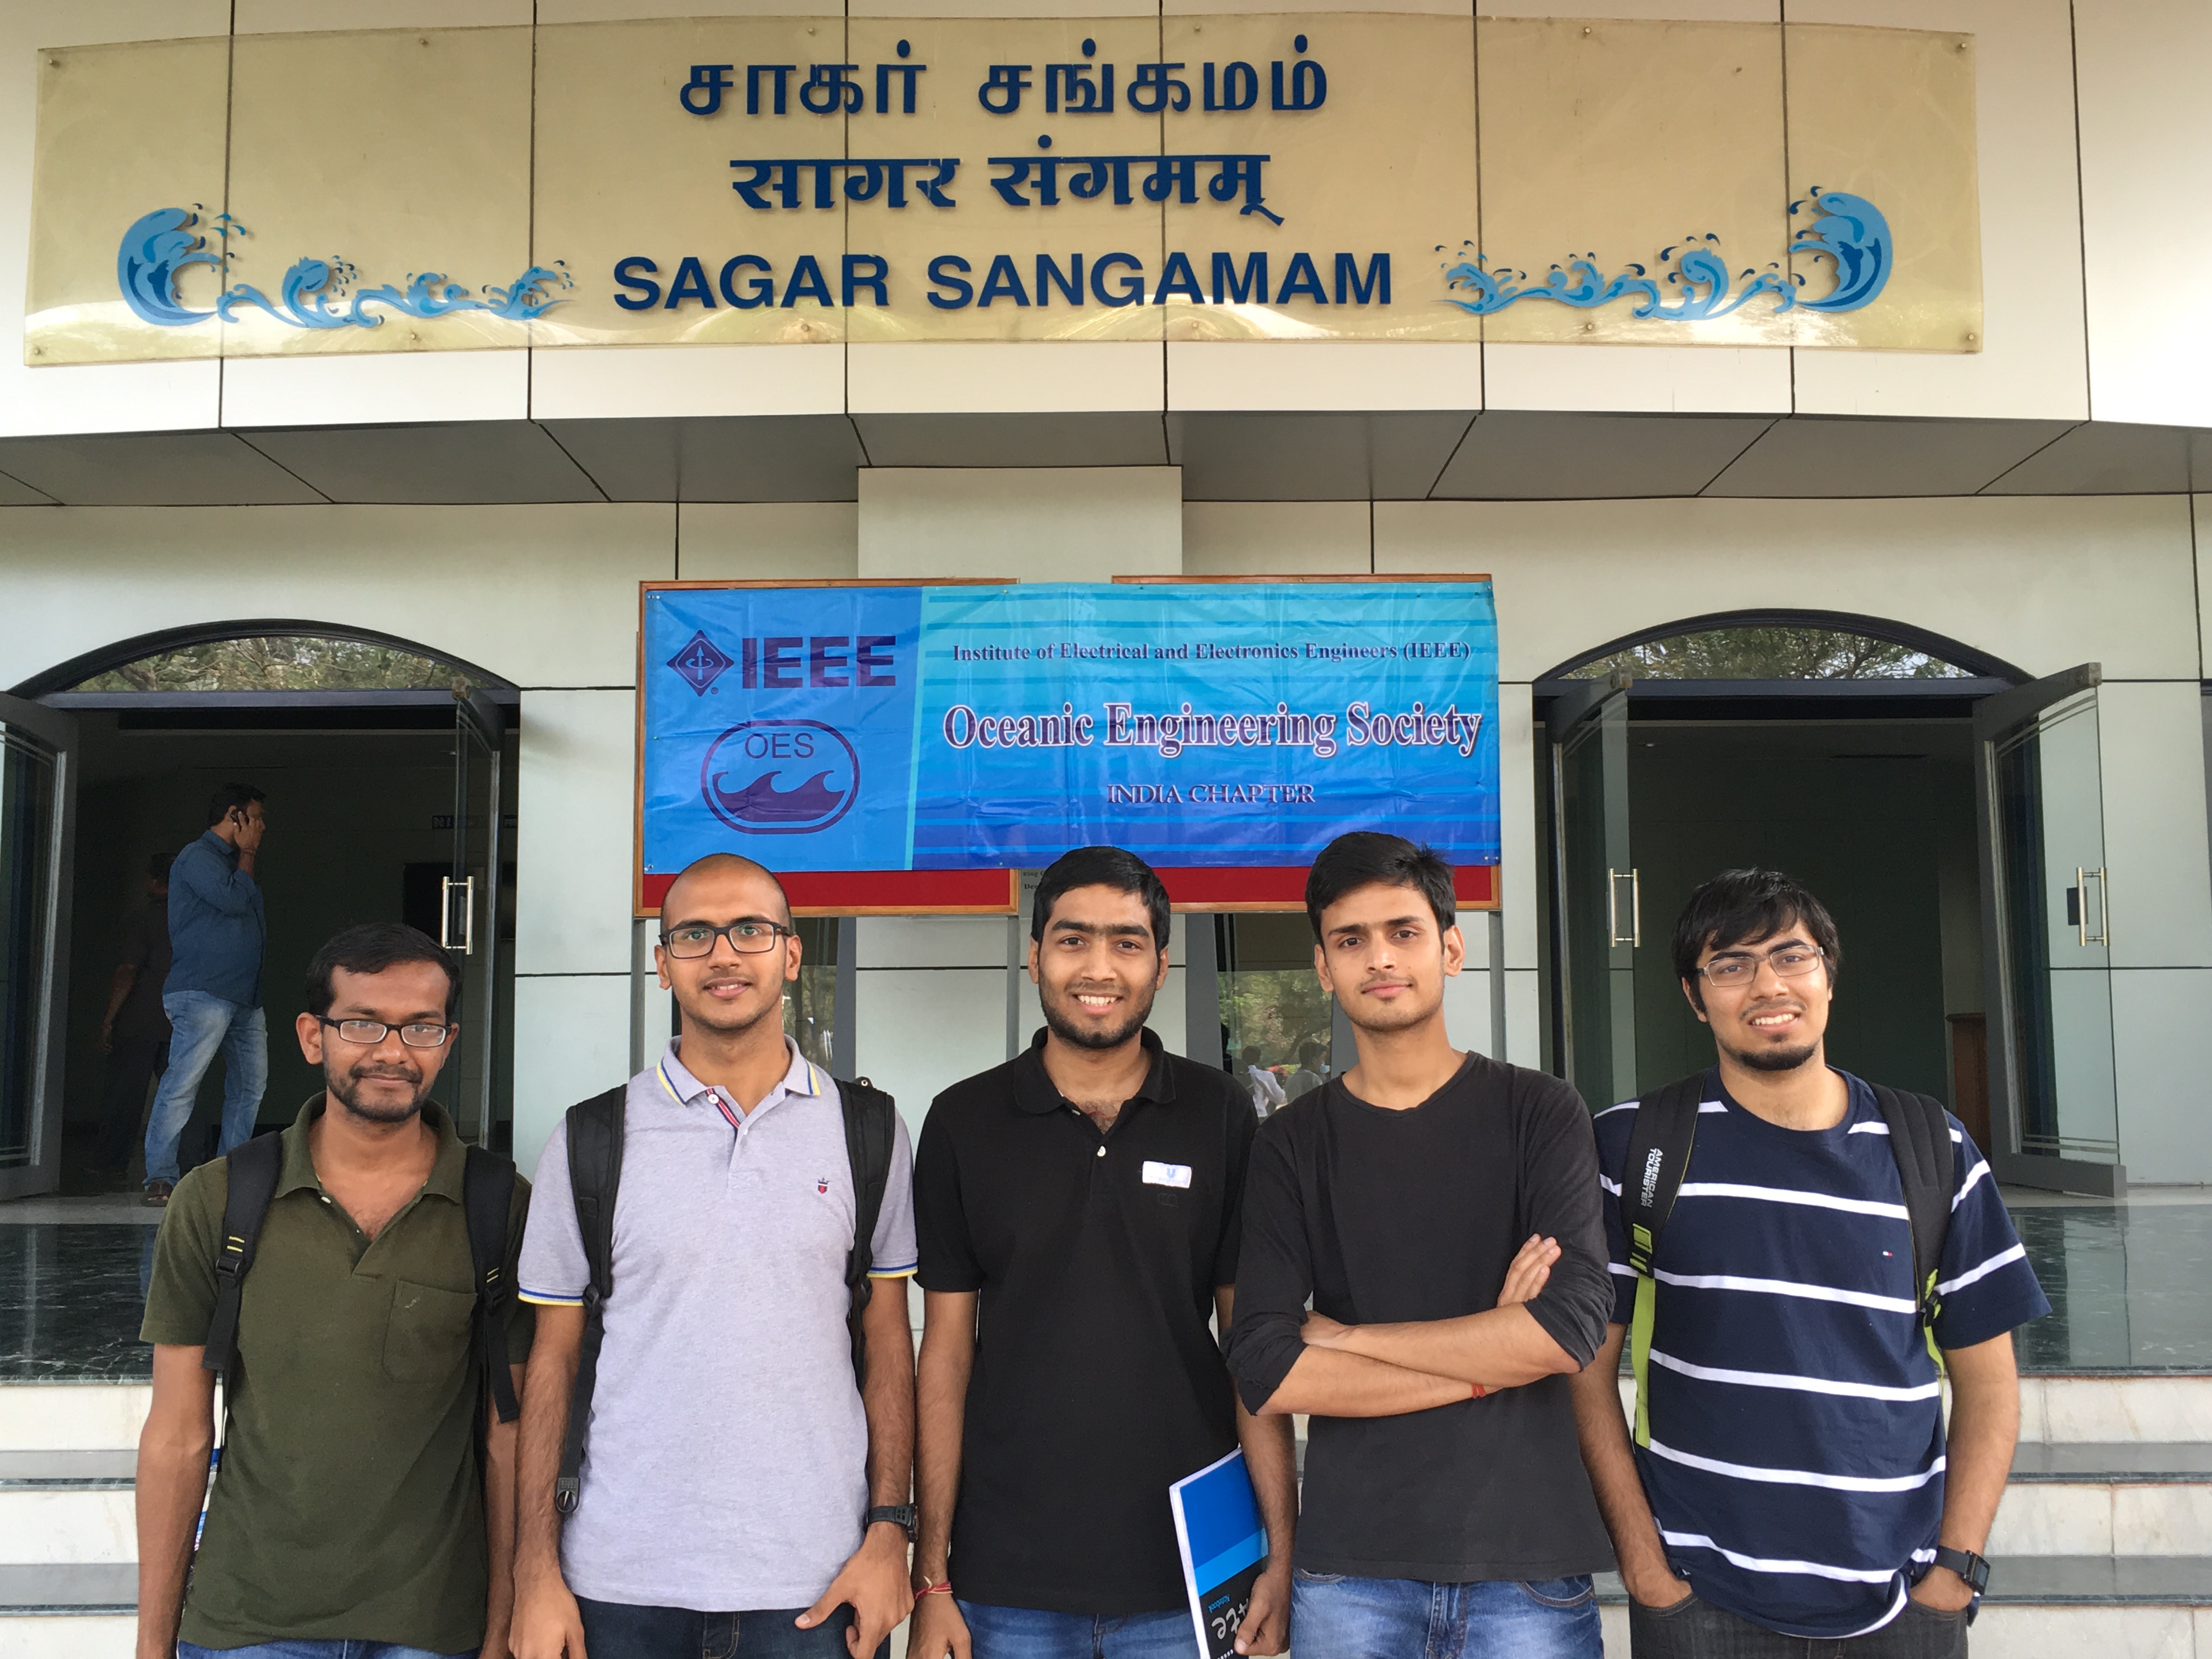 சாகர் சங்கமம்
सागर संगमम्
SAGAR SANGAMAM
IEEE
OES
Institute of Electrical and Electronics Engineers (IEEE)
Oceanic Engineering Society
INDIA CHAPTER
AMERICAN
TOURISTER